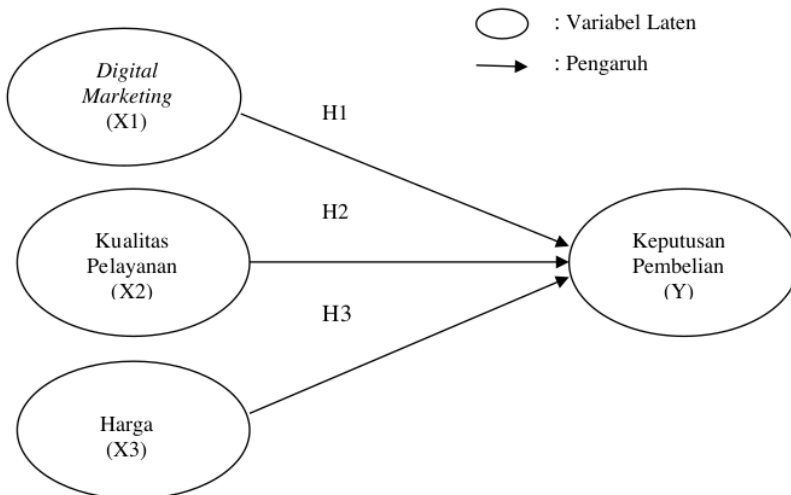 : Variabel Laten
: Pengaruh
Digital
Marketing
(X1)
H1
H2
Kualitas
Pelayanan
(X2)
Keputusan
Pembelian
(Y)
H3
Harga
(X3)